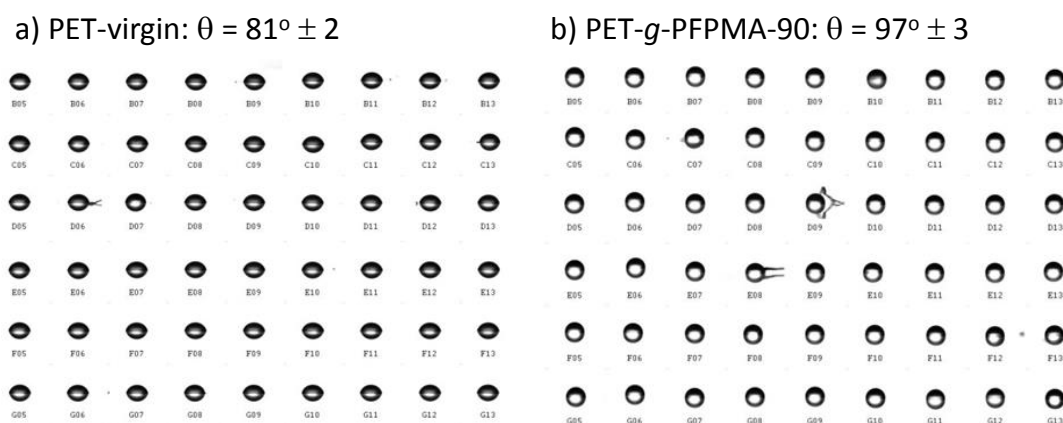 a) PET-virgin: θ = 81º ± 2
b) PET-g-PFPMA-90: θ = 97º ± 3
B05 B06 B07 B08 B09 B10 B11 B12 B13
C05 C06 C07 C08 C09 C10 C11 C12 C13
D05 D06 D07 D08 D09 D10 D11 D12 D13
E05 E06 E07 E08 E09 E10 E11 E12 E13
F05 F06 F07 F08 F09 F10 F11 F12 F13
G05 G06 G07 G08 G09 G10 G11 G12 G13
B05 B06 B07 B08 B09 B10 B11 B12 B13
C05 C06 C07 C08 C09 C10 C11 C12 C13
D05 D06 D07 D08 D09 D10 D11 D12 D13
E05 E06 E07 E08 E09 E10 E11 E12 E13
F05 F06 F07 F08 F09 F10 F11 F12 F13
G05 G06 G07 G08 G09 G10 G11 G12 G13